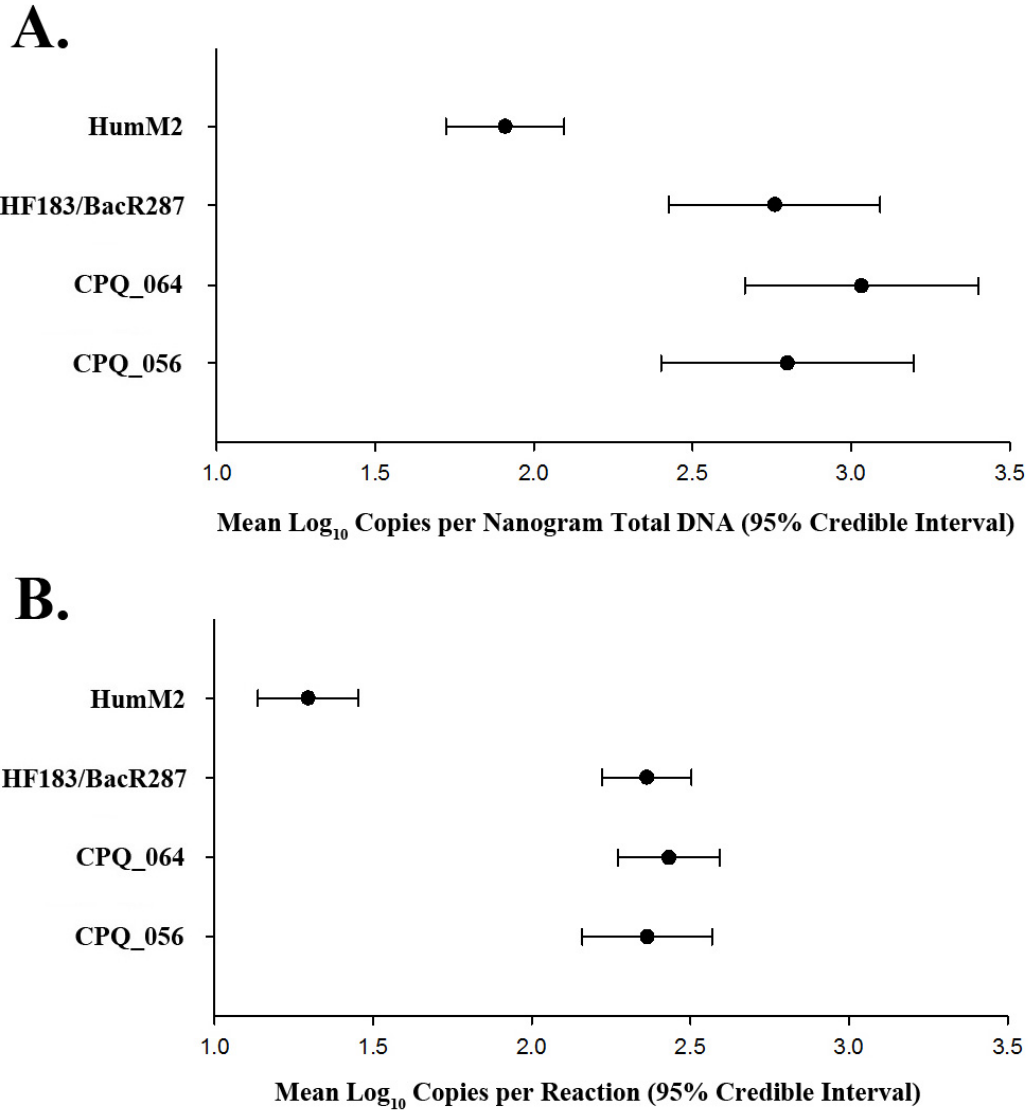 A.
HumM2
HF183/BacR287
CPQ_064
CPQ_056
1.0 1.5 2.0 2.5 3.0 3.5
Mean Log10 Copies per Nanogram Total DNA (95% Credible Interval)
B.
HumM2
HF183/BacR287
CPQ_064
CPQ_056
1.0 1.5 2.0 2.5 3.0 3.5
Mean Log10 Copies per Reaction (95% Credible Interval)